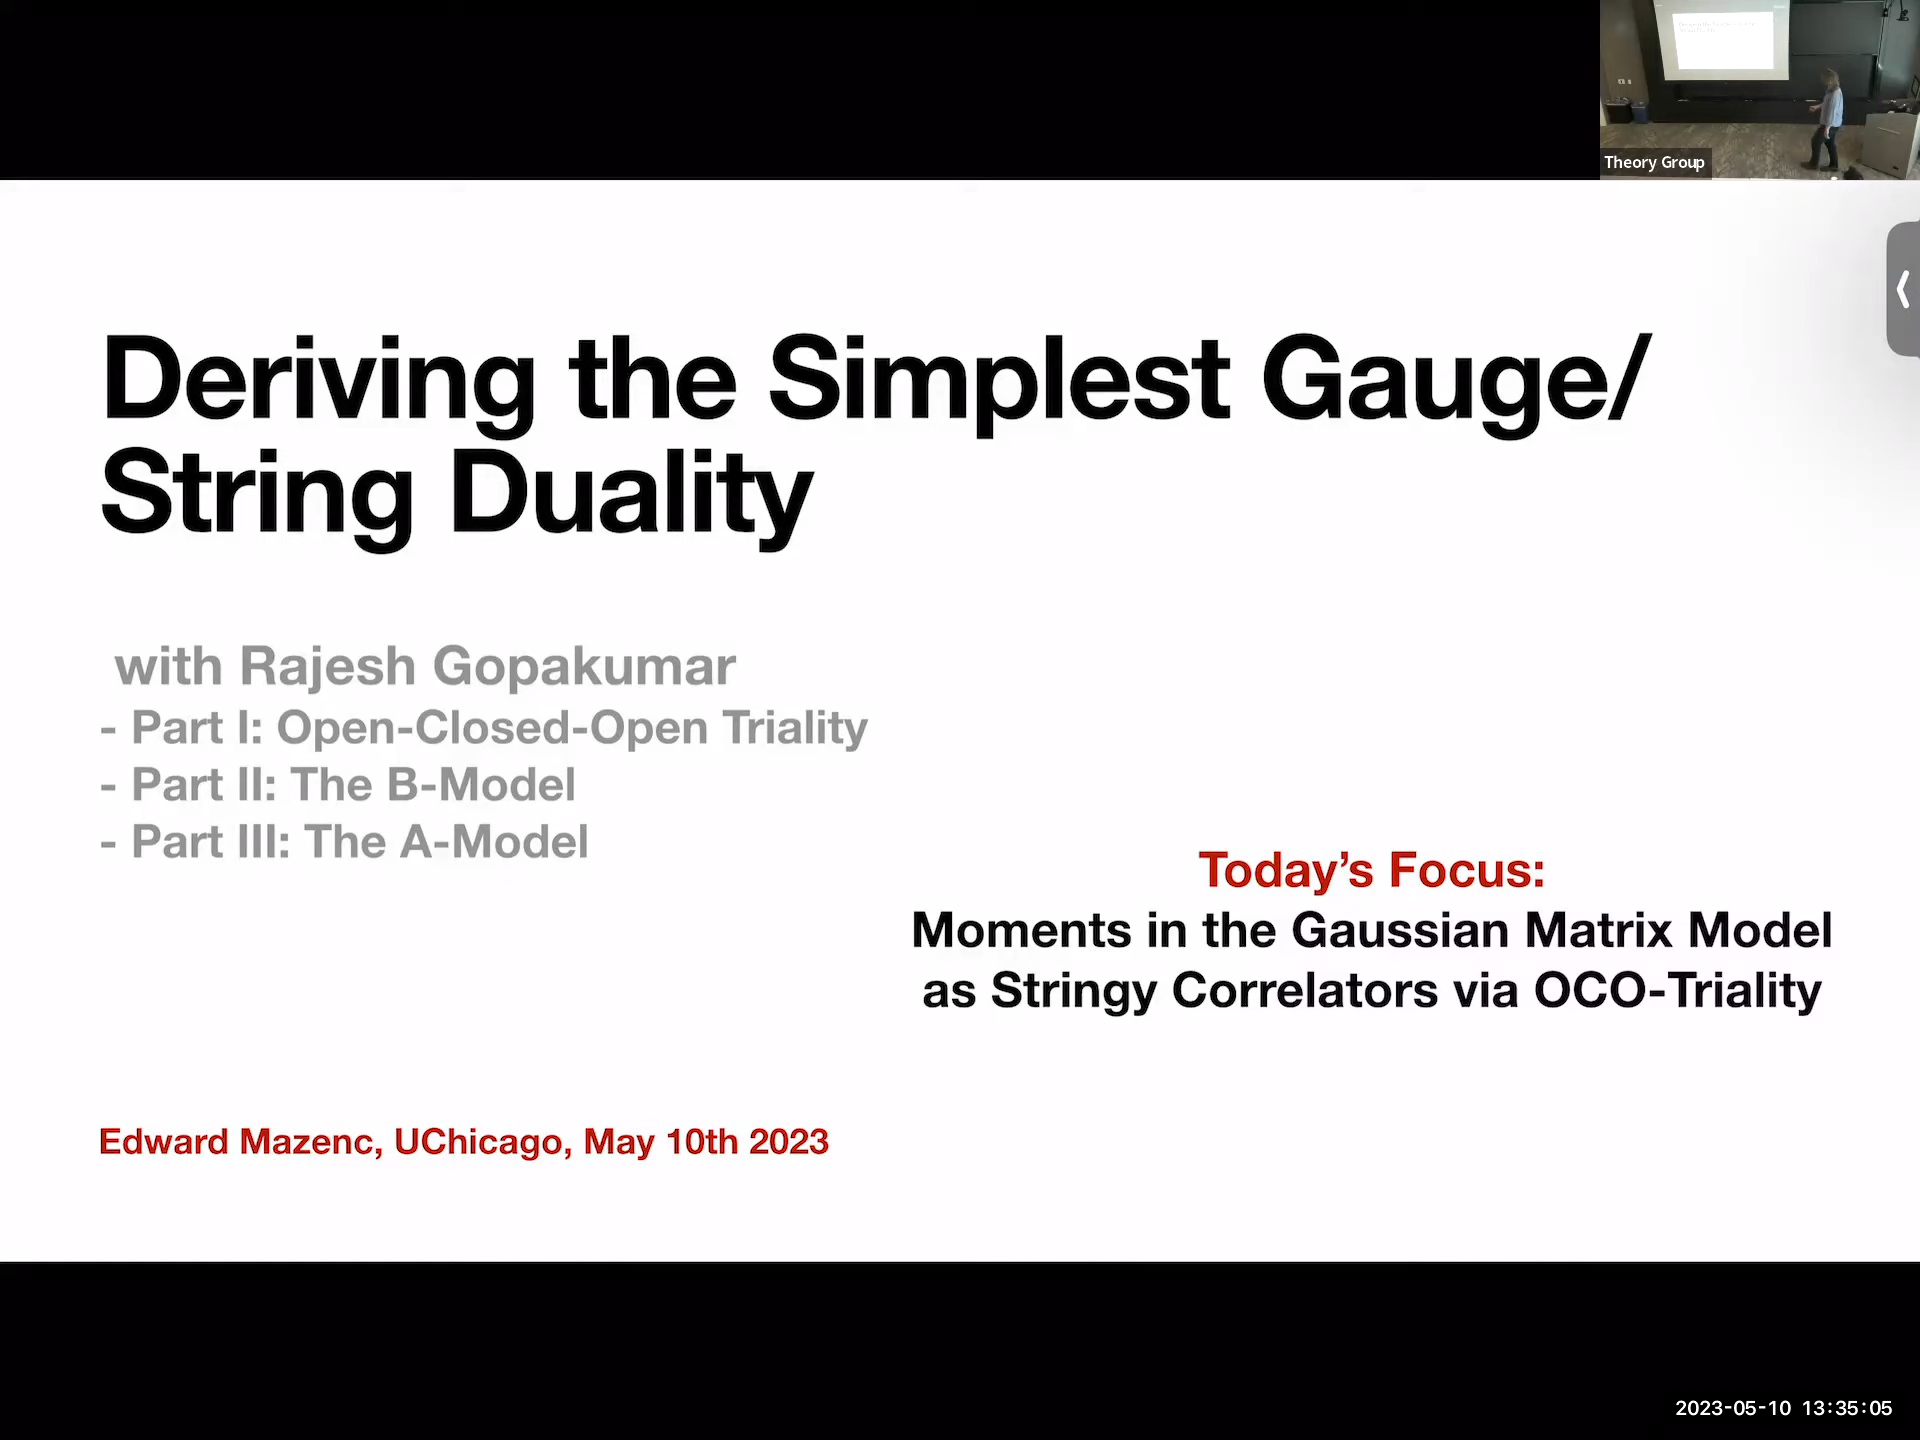 Theory Group
Deriving the Simplest Gauge/
String Duality
with Rajesh Gopakumar
- Part I: Open-Closed-Open Triality
- Part II: The B-Model
- Part III: The A-Model
Today’s Focus:
Moments in the Gaussian Matrix Model
as Stringy Correlators via OCO-Triality
Edward Mazenc, UChicago, May 10th 2023
2023-05-10 13:35:05